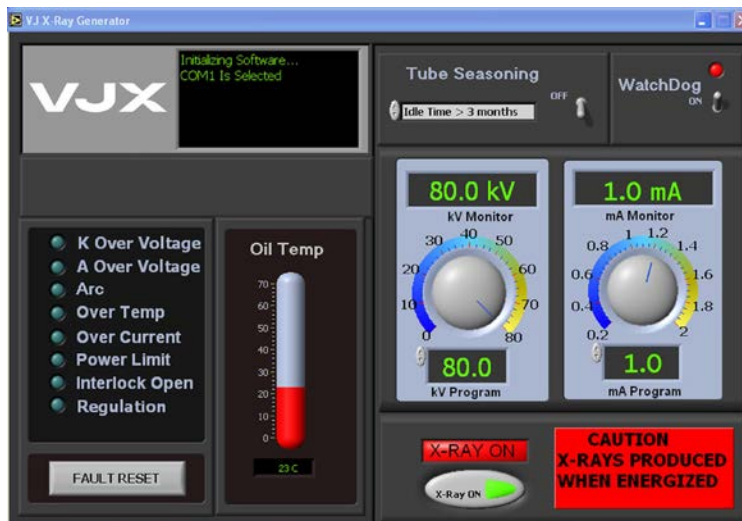 VJ X-Ray Generator
VJX
Initializing Software...
COM1 Is Selected
Tube Seasoning
Idle Time > 3 months
OFF
WatchDog
ON
K Over Voltage
A Over Voltage
Arc
Over Temp
Over Current
Power Limit
Interlock Open
Regulation
FAULT RESET
Oil Temp
70
60
50
40
30
20
10
0
23 C
80.0 kV
kV Monitor
0
10
20
30
40
50
60
70
80
80.0
kV Program
1.0 mA
mA Monitor
0.2
0.4
0.6
0.8
1
1.2
1.4
1.6
1.8
2
1.0
mA Program
X-RAY ON
X-Ray ON
CAUTION
X-RAYS PRODUCED
WHEN ENERGIZED